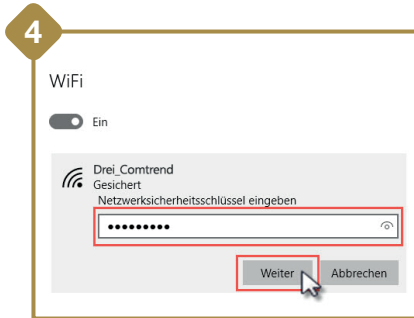 4
WiFi
Ein
Drei_Comtrend
Gesichert
Netzwerksicherheitsschlüssel eingeben
•••••••••
Weiter Abbrechen